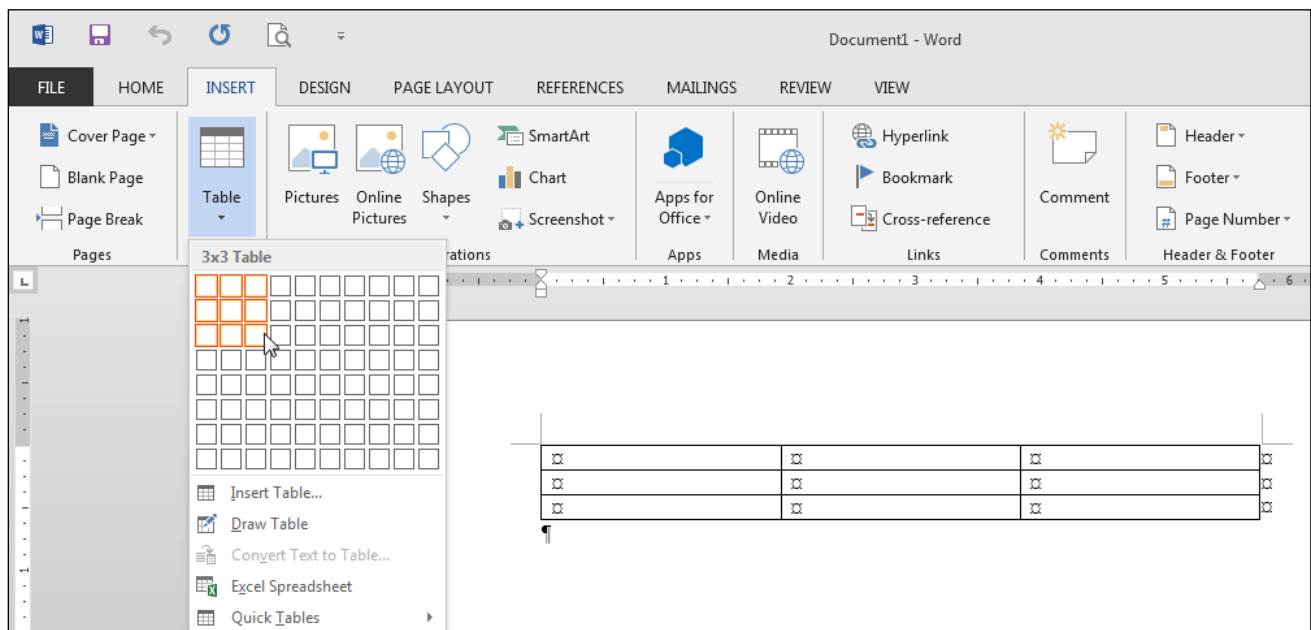 Document1 - Word
FILE HOME INSERT DESIGN PAGE LAYOUT REFERENCES MAILINGS REVIEW VIEW
Cover Page
Blank Page
Page Break
Pages
Table
Pictures
Online
Pictures
Shapes
SmartArt
Chart
Screenshot
rations
Apps for
Office
Apps
Online
Video
Media
Hyperlink
Bookmark
Cross-reference
Links
Comment
Comments
Header
Footer
# Page Number
Header & Footer
3x3 Table
L
1 2 3 4 5 6
1
1
¤ ¤ ¤ ¤
¤ ¤ ¤ ¤
¤ ¤ ¤ ¤
¶
Insert Table...
Draw Table
Convert Text to Table...
Excel Spreadsheet
Quick Tables